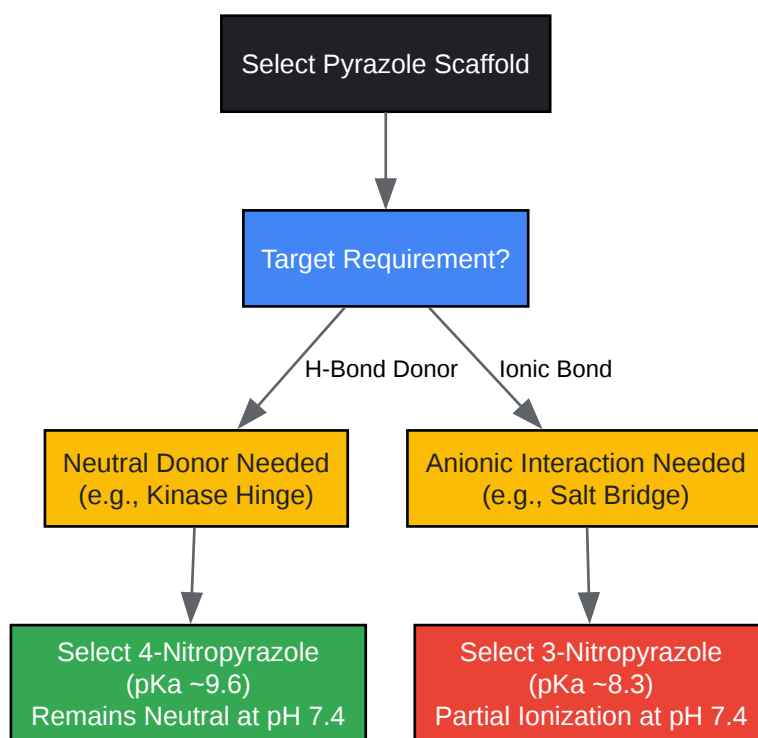 Select Pyrazole Scaffold
Target Requirement?
H-Bond Donor
Ionic Bond
Neutral Donor Needed
(e.g., Kinase Hinge)
Anionic Interaction Needed
(e.g., Salt Bridge)
Select 4-Nitropyrazole
(pKa ~9.6)
Remains Neutral at pH 7.4
Select 3-Nitropyrazole
(pKa ~8.3)
Partial Ionization at pH 7.4